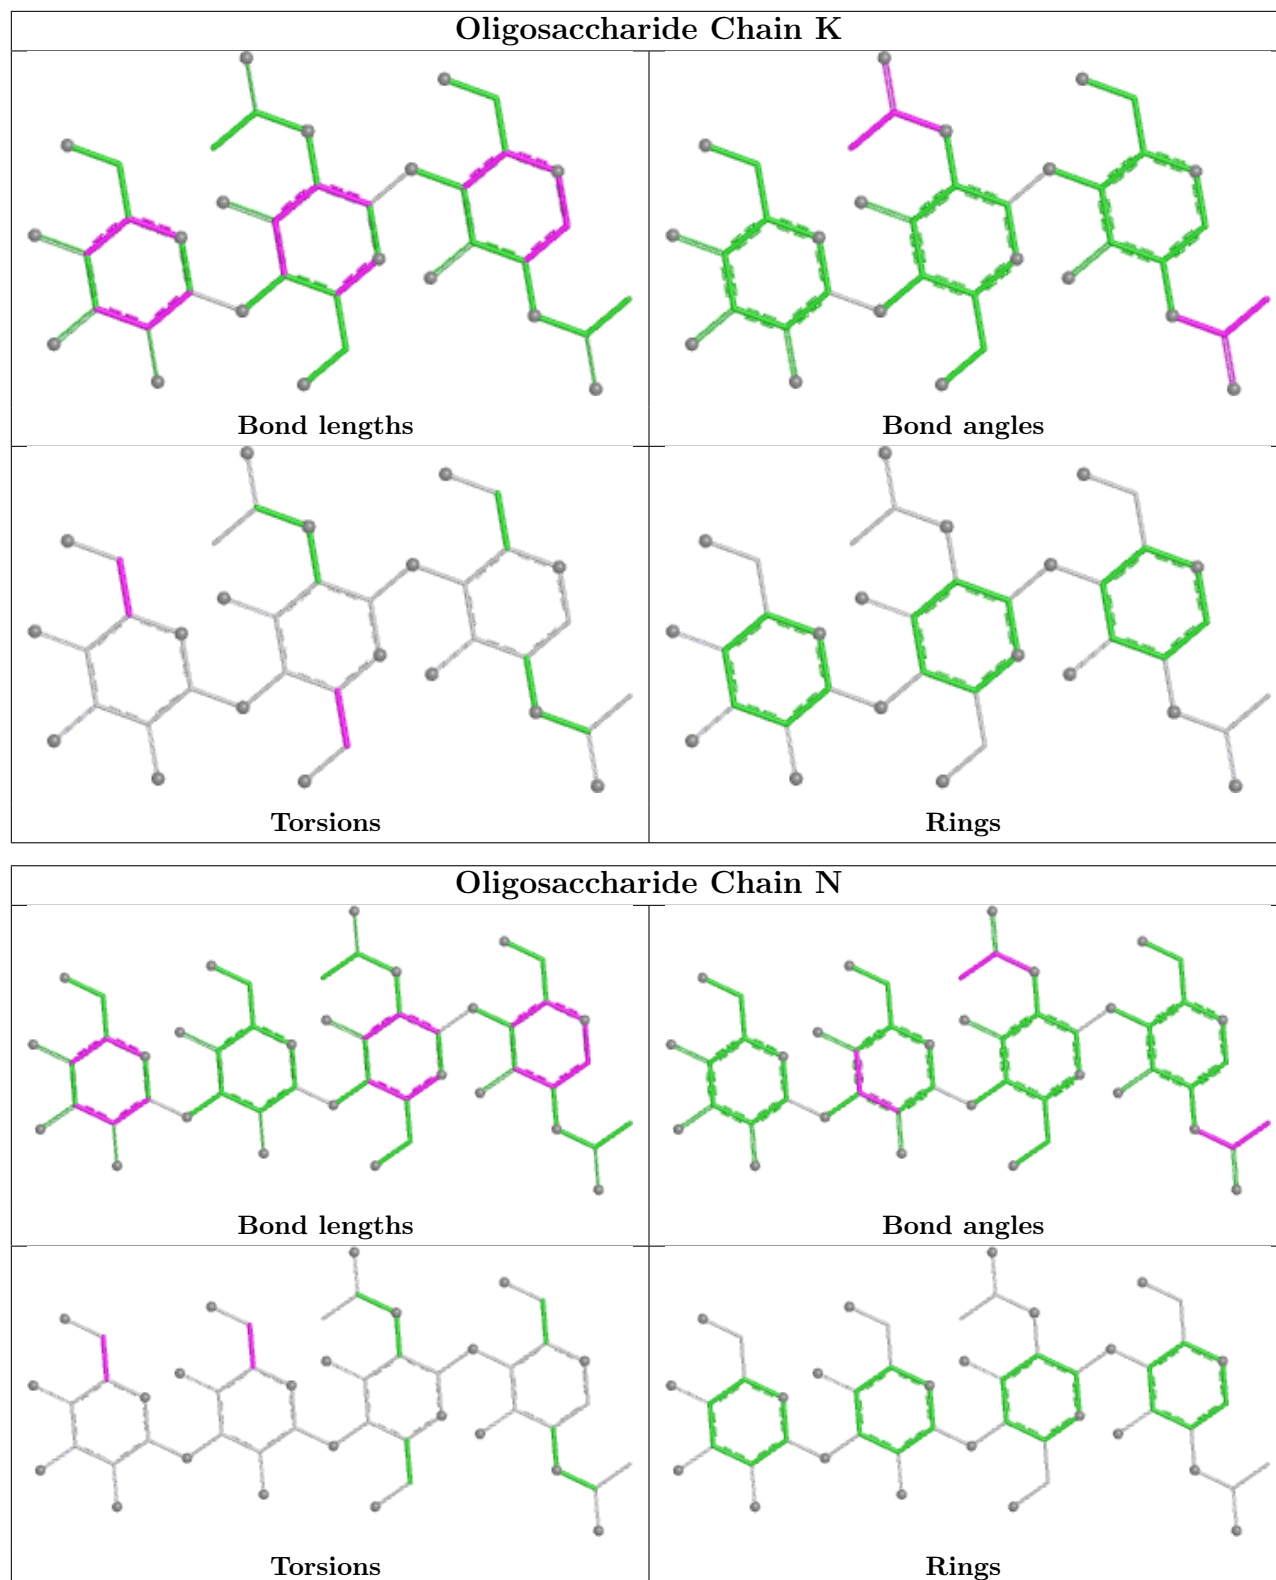 Oligosaccharide Chain K
Bond lengths
Bond angles
Torsions
Rings
Oligosaccharide Chain N
Bond lengths
Bond angles
Torsions
Rings